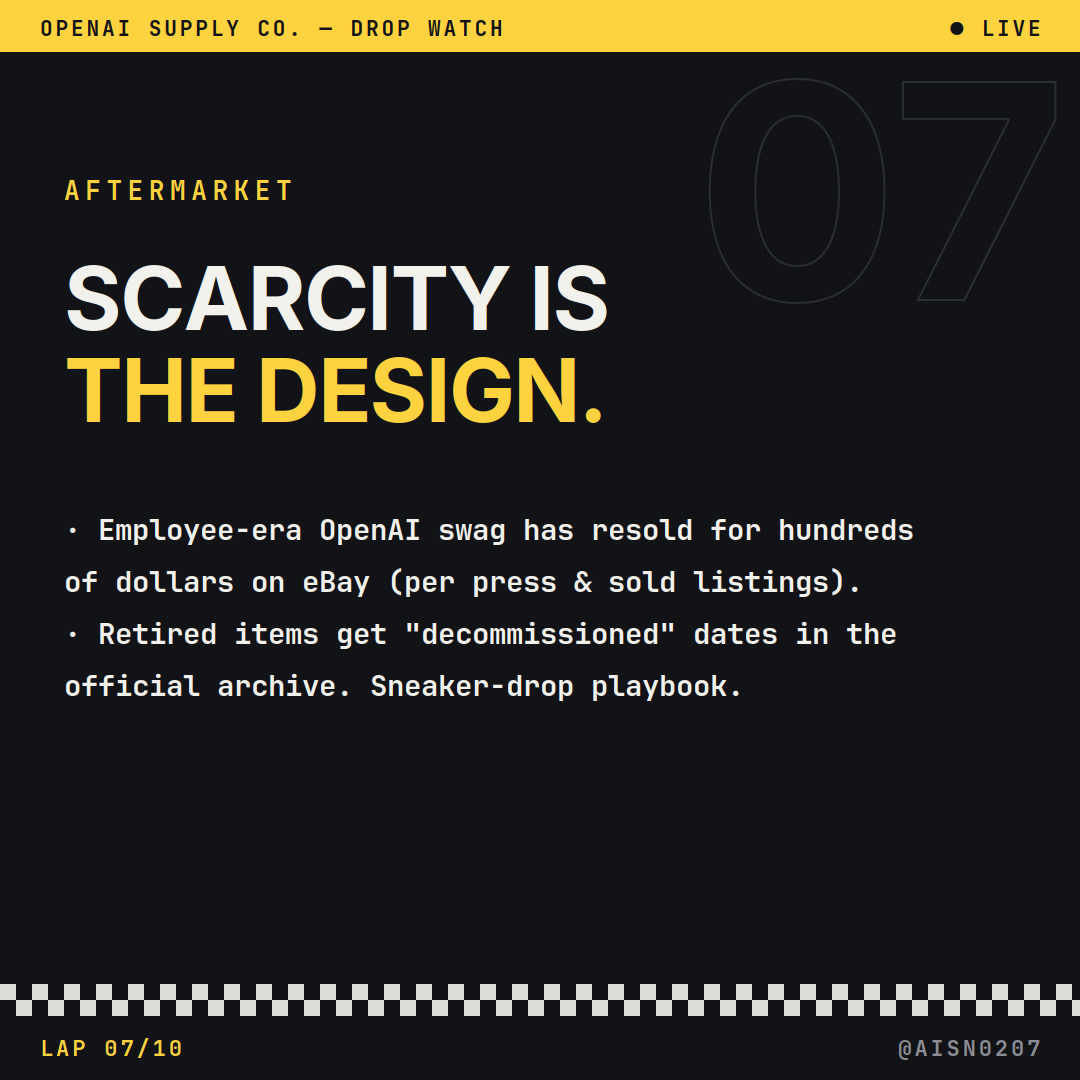 OPENAI SUPPLY CO. — DROP WATCH
● LIVE
07
AFTERMARKET
SCARCITY IS
THE DESIGN.
· Employee-era OpenAI swag has resold for hundreds
of dollars on eBay (per press & sold listings).
· Retired items get "decommissioned" dates in the
official archive. Sneaker-drop playbook.
LAP 07/10
@AISN0207